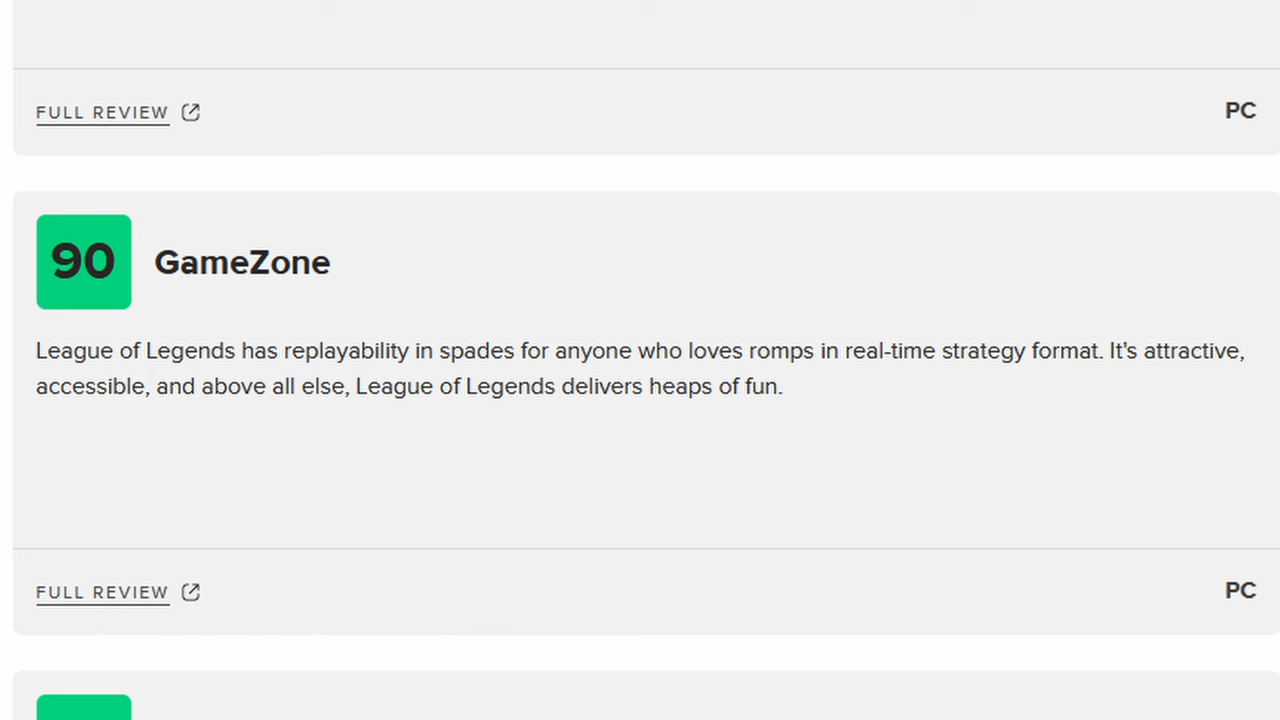 FULL REVIEW
PC
90
GameZone
League of Legends has replayability in spades for anyone who loves romps in real-time strategy format. It's attractive,
accessible, and above all else, League of Legends delivers heaps of fun.
FULL REVIEW
PC